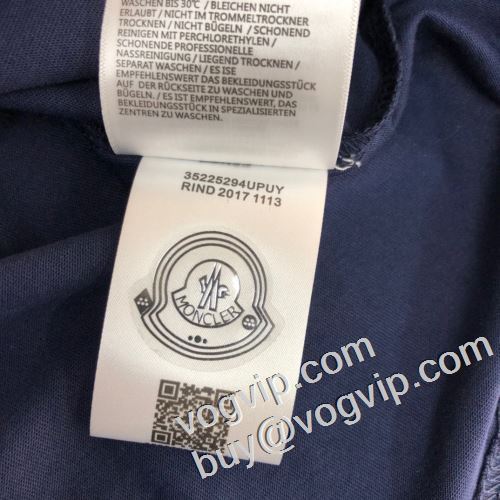 WASCHEN BIS 30℃ / BLEICHEN NICHT
ERLAUBT / NICHT IM TROMMELTROCKNER
TROCKNEN / NICHT BÜGELN / SCHONEND
REINIGEN MIT PERCHLORETHYLEN /
SCHONENDE PROFESSIONELLE
NASSREINIGUNG / LIEGEND TROCKNEN /
SEPARAT WASCHEN / ES ISE
EMPFEHLENSWERT DAS BEKLEIDUNGSSTÜCK
AUF DER RÜCKSEITE ZU WASCHEN UND
BÜGELN. / ES IST EMPFEHLENSWERT, DAS
BEKLEIDUNGSSTÜCK IN SPEZIALISIERTEN
ZENTREN ZU WASCHEN.
35225294UPUY
RIND 2017 1113
MONCLER
vogvip.com
buy@vogvip.com